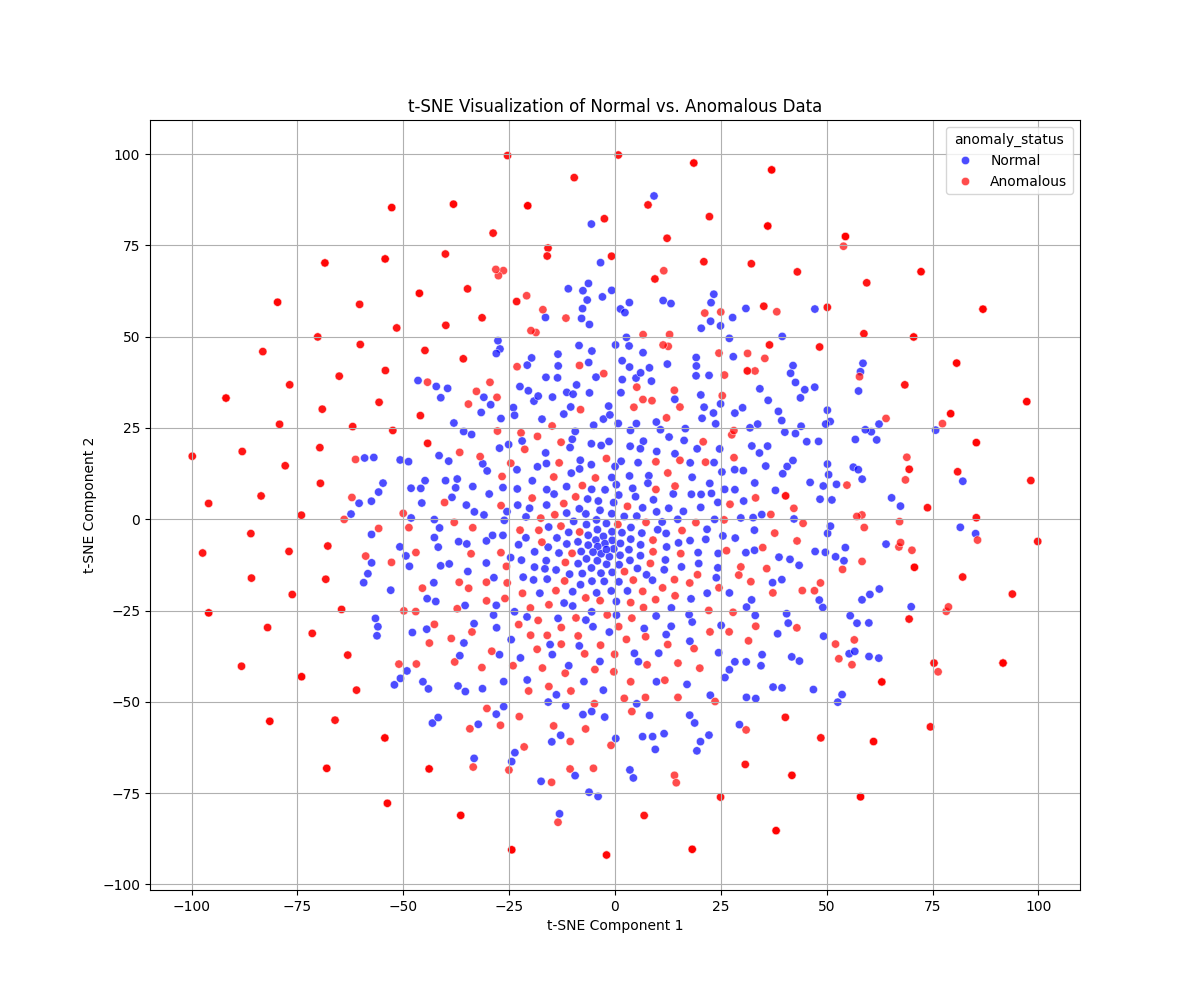 t-SNE Visualization of Normal vs. Anomalous Data
anomaly_status
Normal
Anomalous
100
75
50
25
0
−25
−50
−75
−100
t-SNE Component 2
−100 −75 −50 −25 0 25 50 75 100
t-SNE Component 1